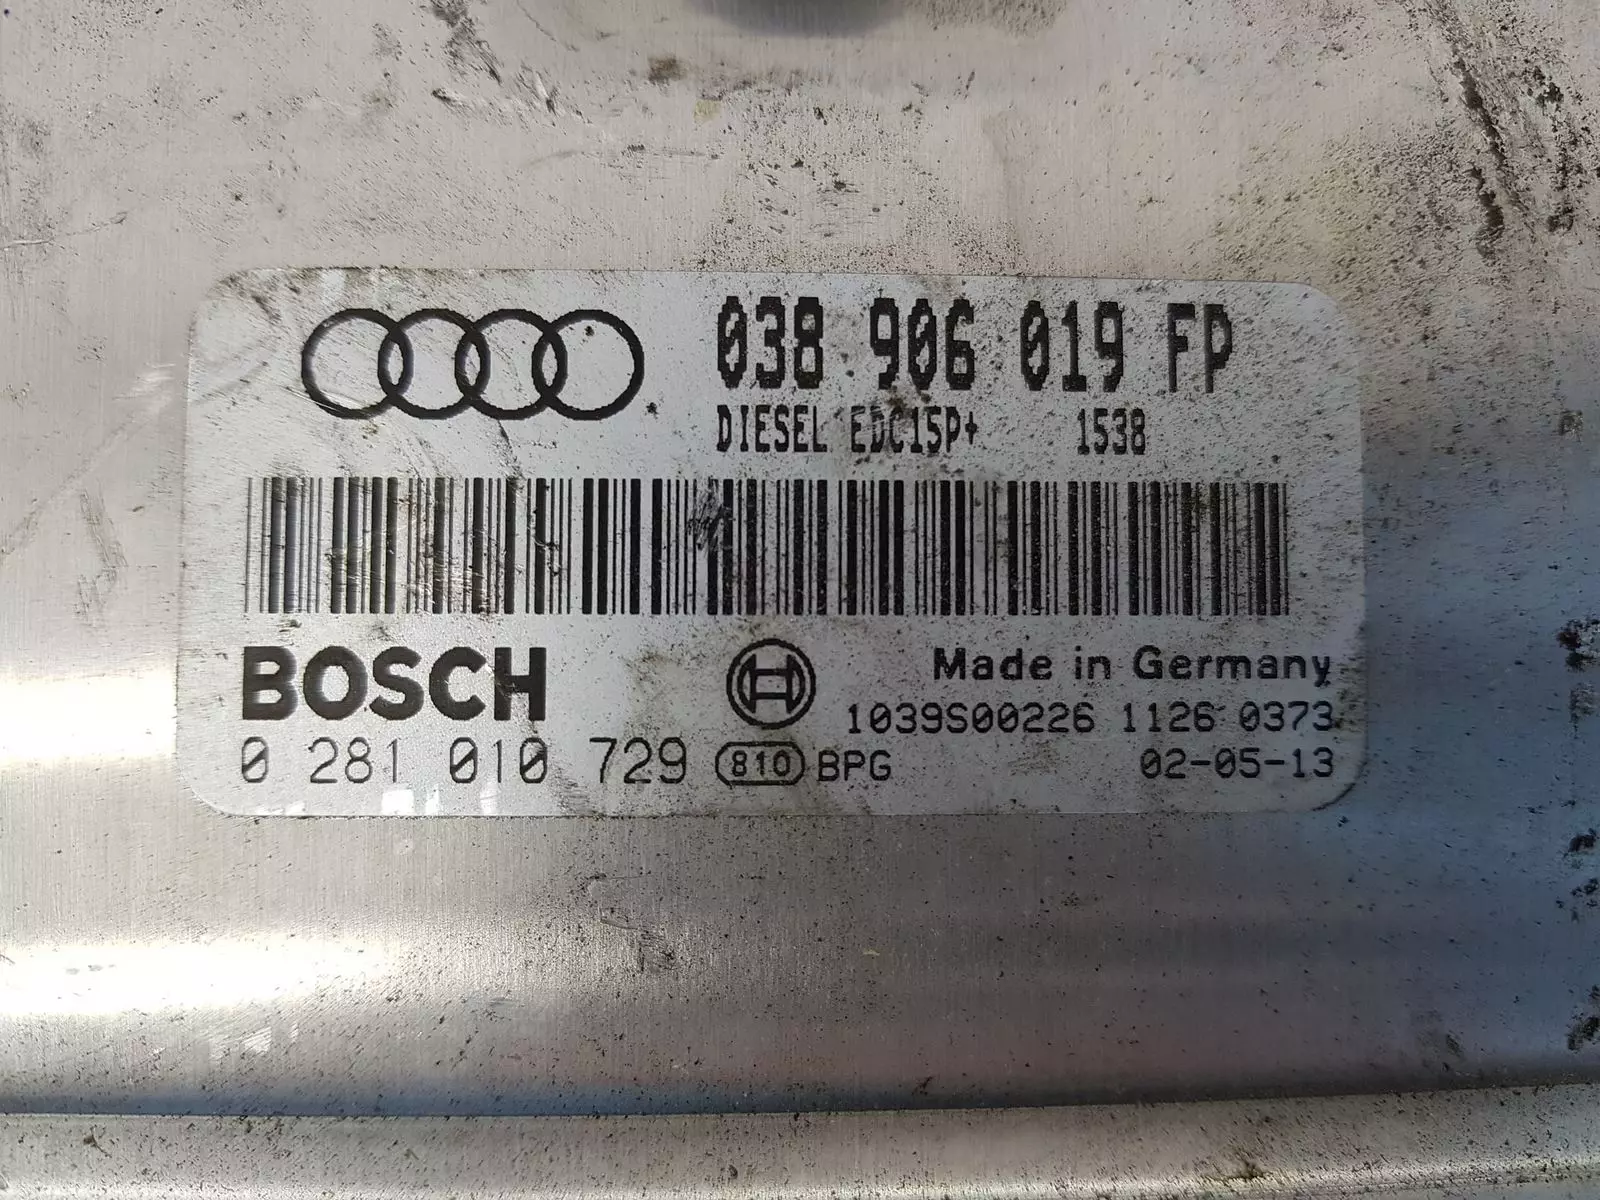 038 906 019 FP
DIESEL EDC15P+ 1538
BOSCH
Made in Germany
1039S00226 1126 0373
0 281 010 729 810 BPG 02-05-13